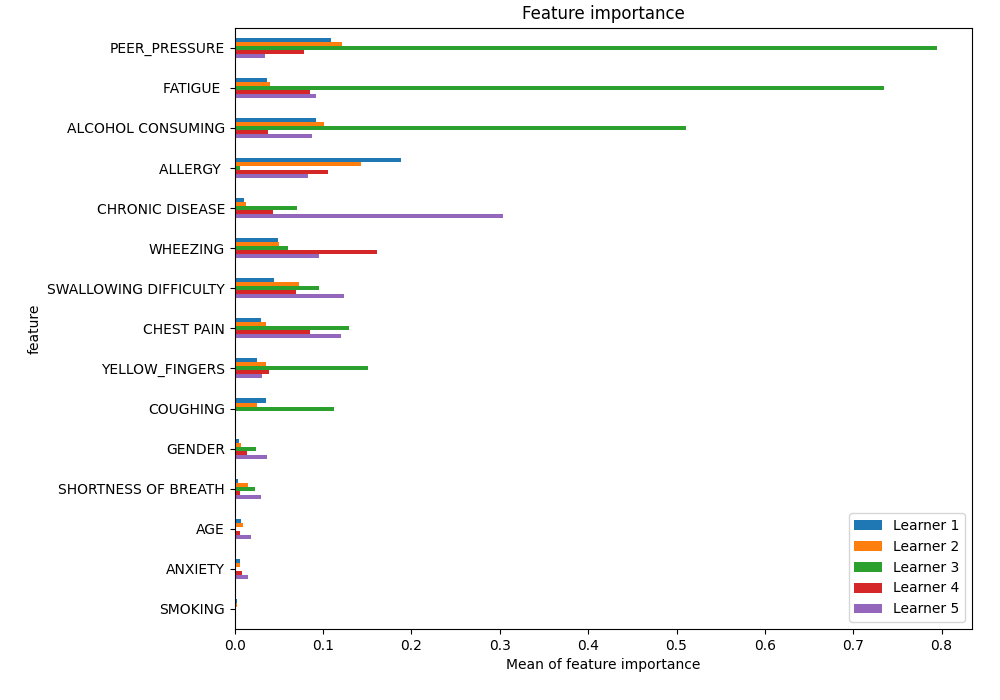 Feature importance
PEER_PRESSURE
FATIGUE
ALCOHOL CONSUMING
ALLERGY
CHRONIC DISEASE
WHEEZING
SWALLOWING DIFFICULTY
CHEST PAIN
YELLOW_FINGERS
COUGHING
GENDER
SHORTNESS OF BREATH
AGE
ANXIETY
SMOKING
feature
Learner 1
Learner 2
Learner 3
Learner 4
Learner 5
0.0 0.1 0.2 0.3 0.4 0.5 0.6 0.7 0.8
Mean of feature importance